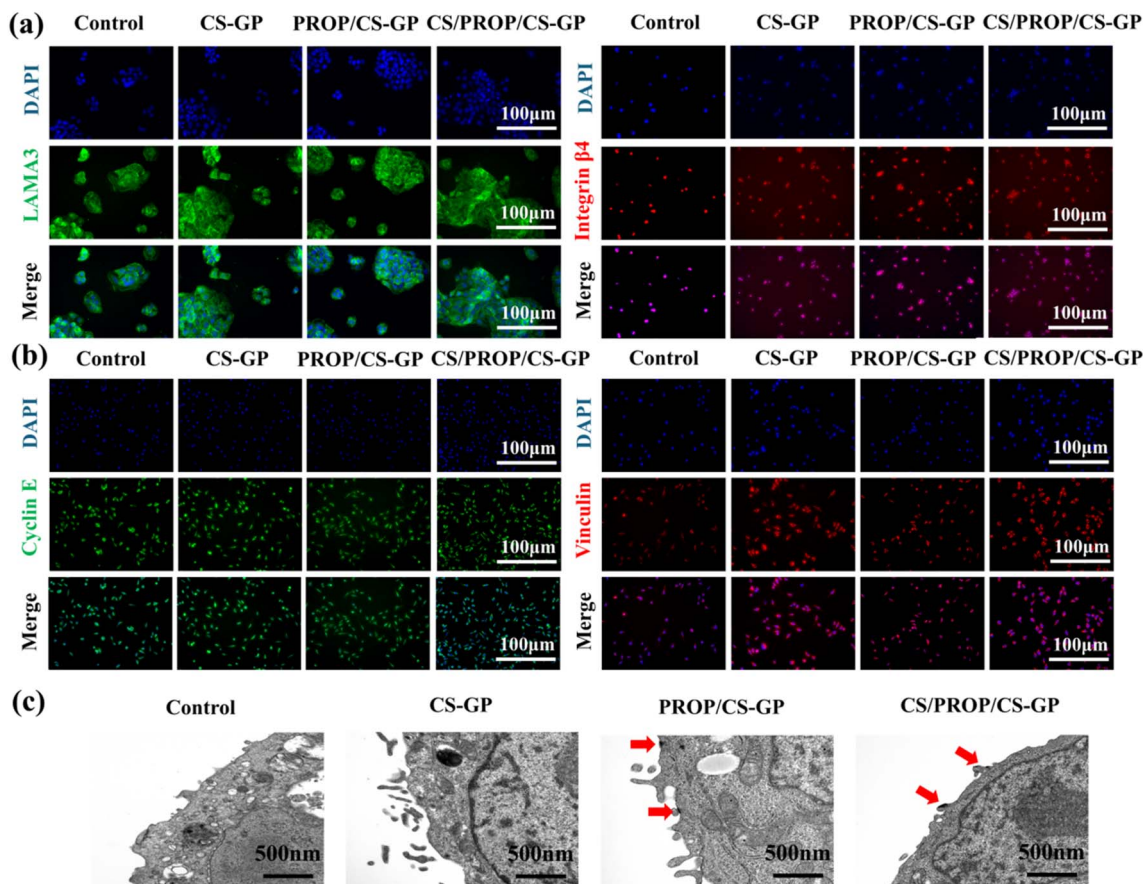 (a)
Control CS-GP PROP/CS-GP CS/PROP/CS-GP Control CS-GP PROP/CS-GP CS/PROP/CS-GP
DAPI 100μm DAPI 100μm
LAMA3 100μm Integrin β4 100μm
Merge 100μm Merge 100μm
(b)
Control CS-GP PROP/CS-GP CS/PROP/CS-GP Control CS-GP PROP/CS-GP CS/PROP/CS-GP
DAPI 100μm DAPI 100μm
Cyclin E 100μm Vinculin 100μm
Merge 100μm Merge 100μm
(c)
Control CS-GP PROP/CS-GP CS/PROP/CS-GP
500nm 500nm 500nm 500nm